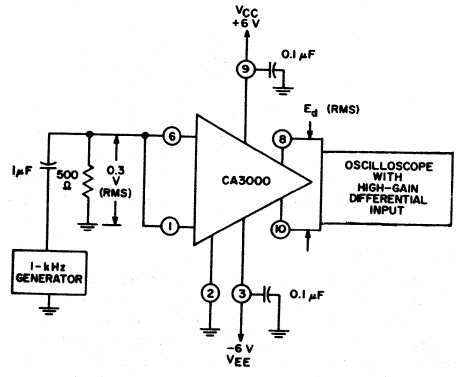 VCC
+6 V
0.1 µF
9
Ed (RMS)
6
8
1µF
500
Ω
0.3
V
(RMS)
CA3000
OSCILLOSCOPE
WITH
HIGH-GAIN
DIFFERENTIAL
INPUT
1
10
1-kHz
GENERATOR
2
3
0.1 µF
-6 V
VEE